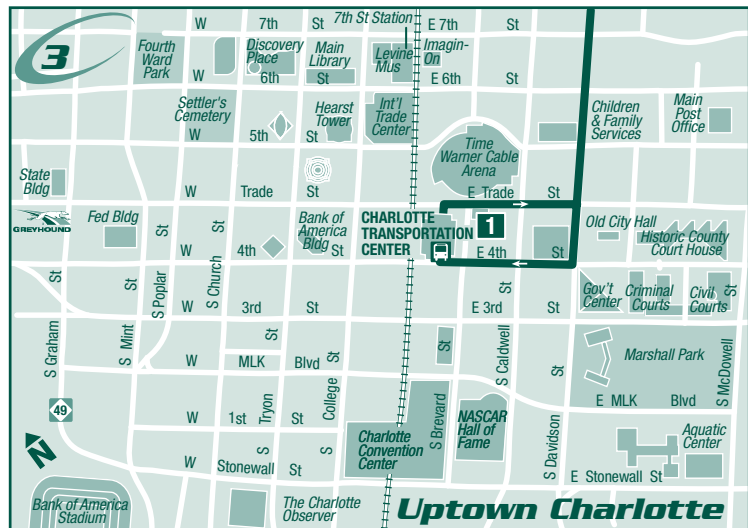 3
W 7th St
7th St Station
E 7th St
Fourth
Ward
Park
Discovery
Place
Main
Library
Levine
Mus
Imagin-
On
W 6th St
E 6th St
Settler's
Cemetery
Hearst
Tower
Int'l
Trade
Center
Children
& Family
Services
Main
Post
Office
W 5th St
Time
Warner Cable
Arena
State
Bldg
W Trade St
E Trade St
GREYHOUND
Fed Bldg
Bank of
America
Bldg
CHARLOTTE
TRANSPORTATION
CENTER
1
Old City Hall
Historic County
Court House
W 4th St
E 4th St
Gov't
Center
Criminal
Courts
Civil
Courts
W 3rd St
E 3rd St
S Graham St
S Mint St
S Poplar St
S Church St
S Tryon St
S College St
S Brevard St
S Caldwell St
S Davidson St
S McDowell St
Marshall Park
W MLK Blvd
E MLK Blvd
49
W 1st St
Charlotte
Convention
Center
NASCAR
Hall of
Fame
Aquatic
Center
N
W Stonewall St
E Stonewall St
Bank of America
Stadium
The Charlotte
Observer
Uptown Charlotte